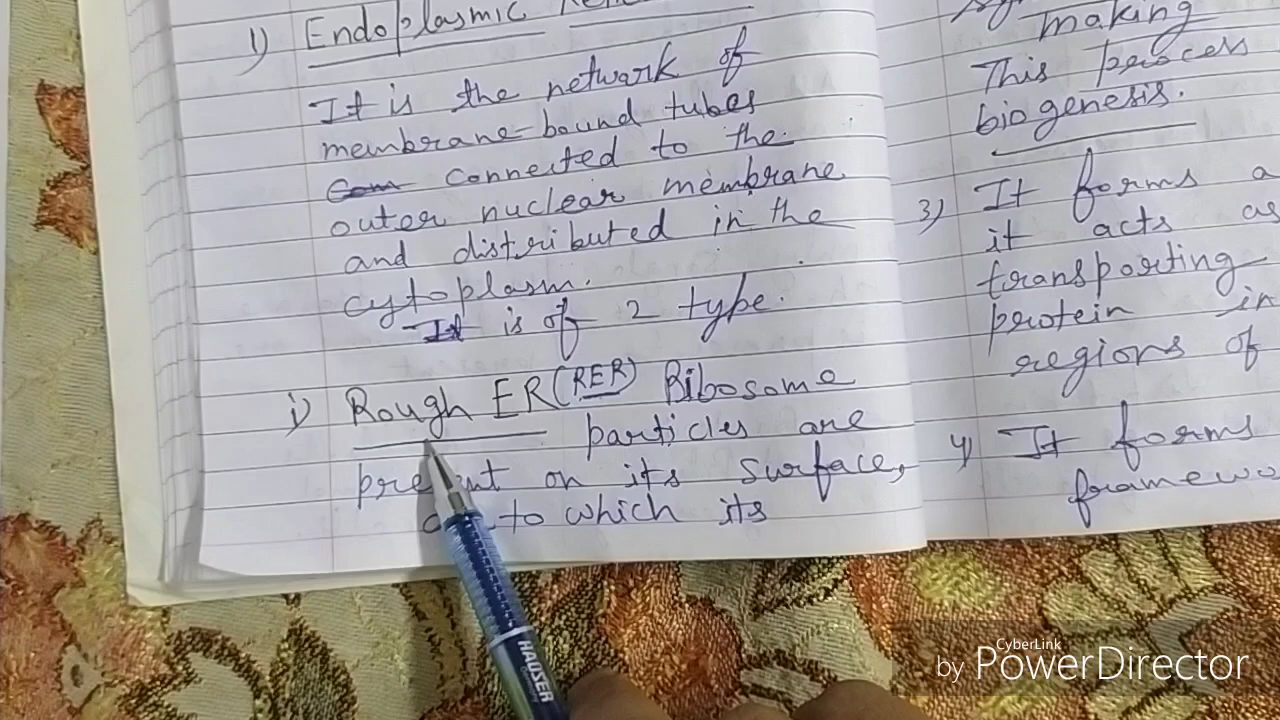 1) Endoplasmic
It is the network of
membrane-bound tubes
connected to the
outer nuclear membrane
and distributed in the
cytoplasm.
It is of 2 type.
i) Rough ER (RER) Ribosome
particles are
on its surface,
to which its
making
This process
biogenesis.
3) It forms a
it acts as
transporting
protein in
regions of
4) It forms
HAUSER
CyberLink
by PowerDirector